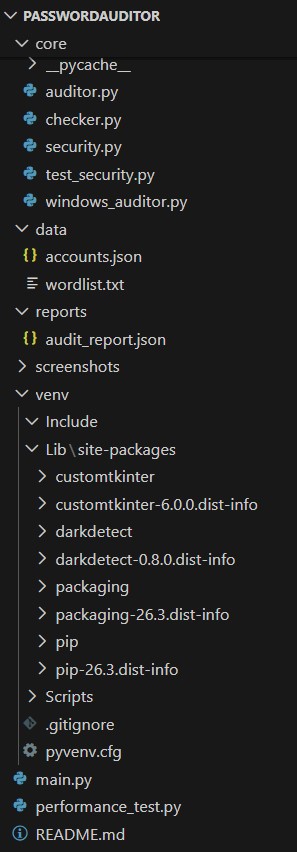 PASSWORDAUDITOR
core
__pycache__
auditor.py
checker.py
security.py
test_security.py
windows_auditor.py
data
accounts.json
wordlist.txt
reports
audit_report.json
screenshots
venv
Include
Lib\site-packages
customtkinter
customtkinter-6.0.0.dist-info
darkdetect
darkdetect-0.8.0.dist-info
packaging
packaging-26.3.dist-info
pip
pip-26.3.dist-info
Scripts
.gitignore
pyvenv.cfg
main.py
performance_test.py
README.md